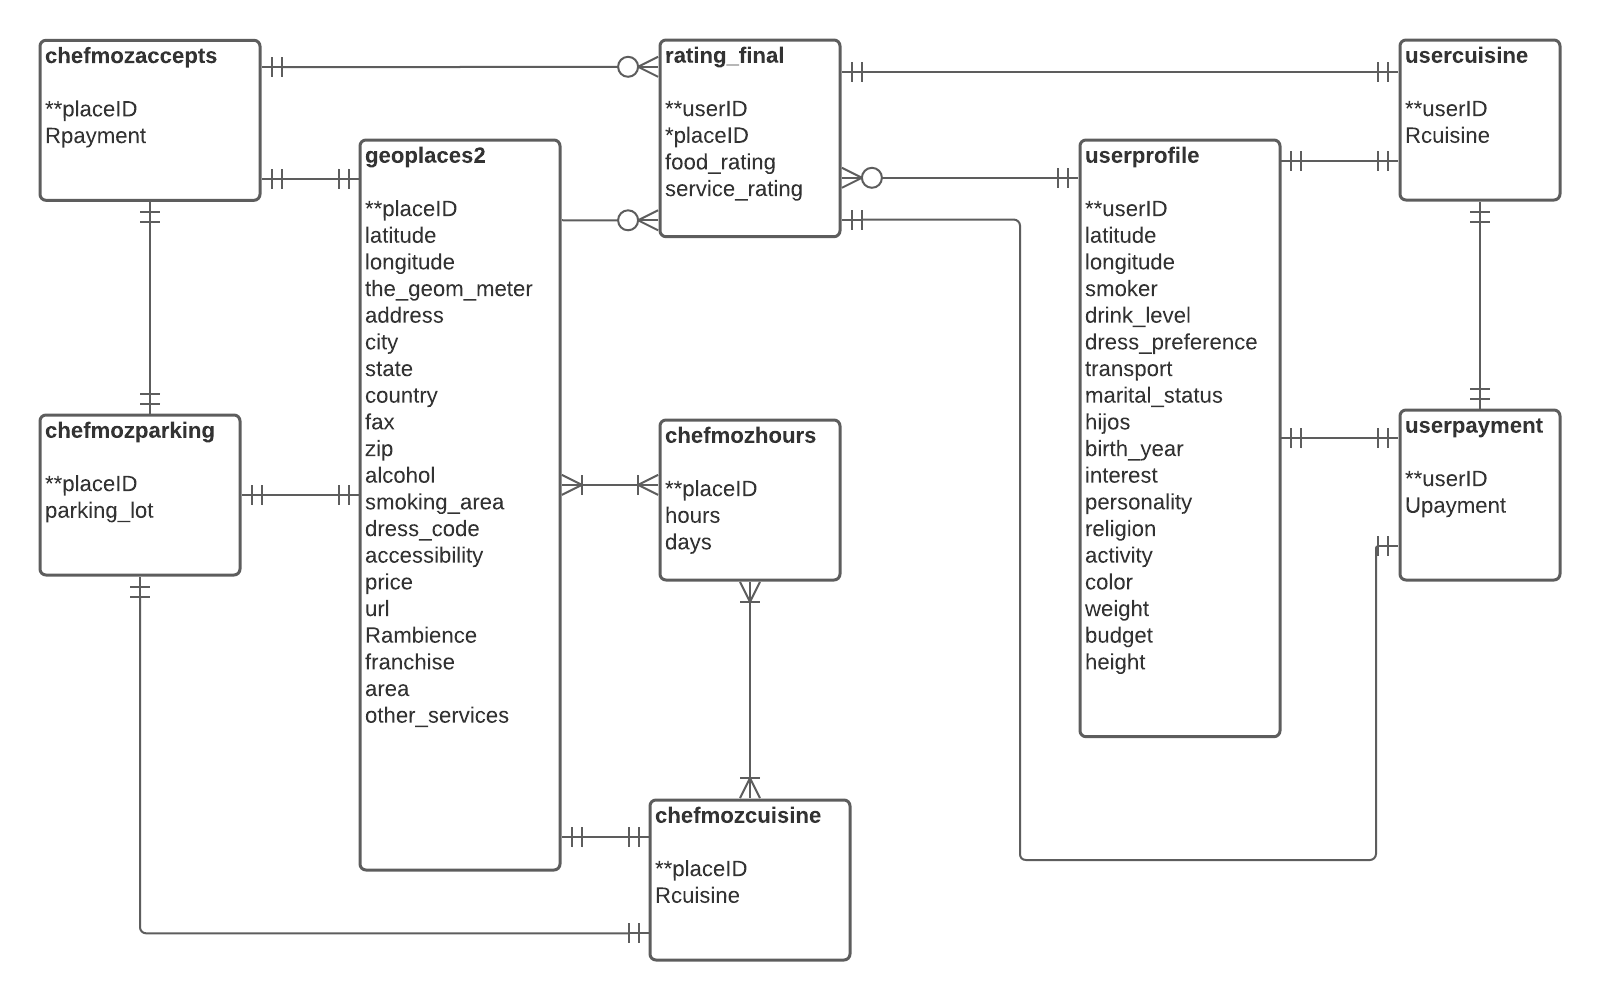 chefmozaccepts
**placeID
Rpayment
geoplaces2
**placeID
latitude
longitude
the_geom_meter
address
city
state
country
fax
zip
alcohol
smoking_area
dress_code
accessibility
price
url
Rambience
franchise
area
other_services
rating_final
**userID
*placeID
food_rating
service_rating
userprofile
**userID
latitude
longitude
smoker
drink_level
dress_preference
transport
marital_status
hijos
birth_year
interest
personality
religion
activity
color
weight
budget
height
usercuisine
**userID
Rcuisine
chefmozparking
**placeID
parking_lot
chefmozhours
**placeID
hours
days
userpayment
**userID
Upayment
chefmozcuisine
**placeID
Rcuisine